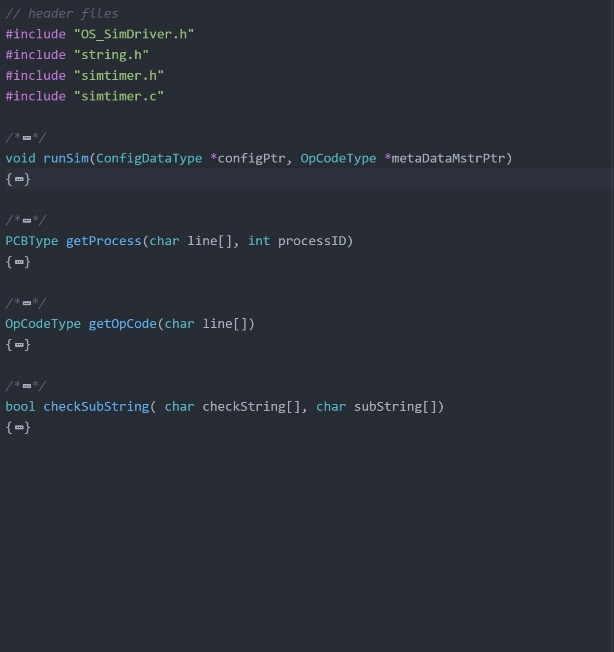 // header files
#include "OS_SimDriver.h"
#include "string.h"
#include "simtimer.h"
#include "simtimer.c"
/*⋯*/
void runSim(ConfigDataType *configPtr, OpCodeType *metaDataMstrPtr)
{⋯}
/*⋯*/
PCBType getProcess(char line[], int processID)
{⋯}
/*⋯*/
OpCodeType getOpCode(char line[])
{⋯}
/*⋯*/
bool checkSubString( char checkString[], char subString[])
{⋯}